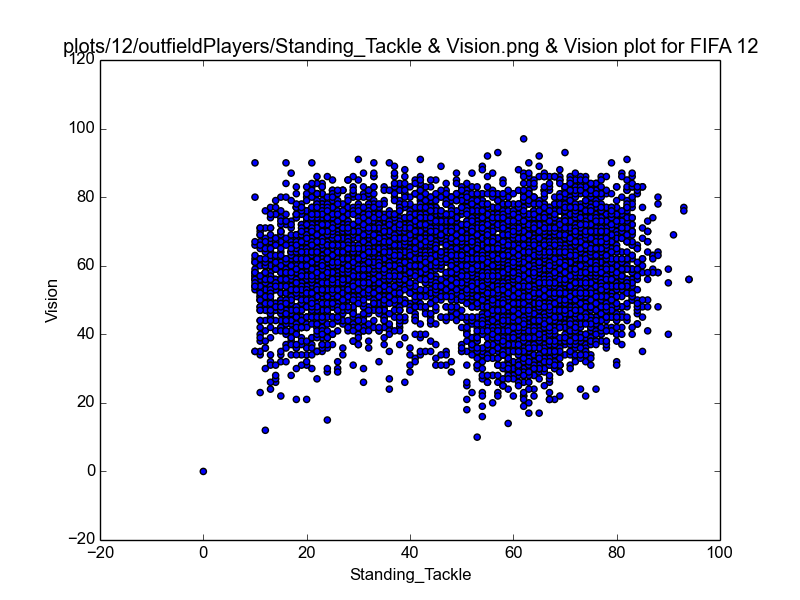 plots/12/outfieldPlayers/Standing_Tackle & Vision.png & Vision plot for FIFA 12
120
100
80
60
40
20
0
−20
Vision
−20 0 20 40 60 80 100
Standing_Tackle